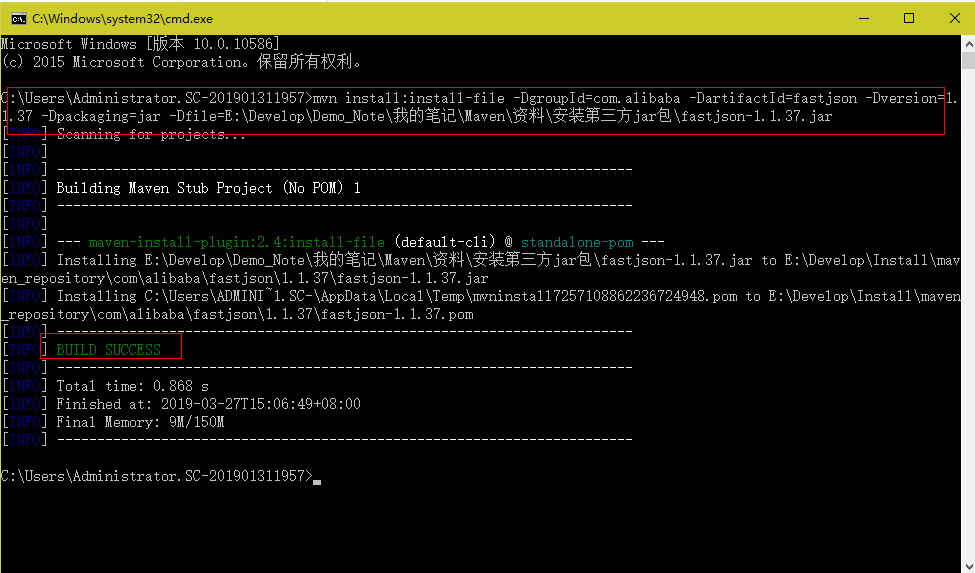 C:\Windows\system32\cmd.exe
Microsoft Windows [版本 10.0.10586]
(c) 2015 Microsoft Corporation。保留所有权利。
C:\Users\Administrator.SC-201901311957>mvn install:install-file -DgroupId=com.alibaba -DartifactId=fastjson -Dversion=1.
1.37 -Dpackaging=jar -Dfile=E:\Develop\Demo_Note\我的笔记\Maven\资料\安装第三方jar包\fastjson-1.1.37.jar
[INFO] Scanning for projects...
[INFO]
[INFO] ------------------------------------------------------------------------
[INFO] Building Maven Stub Project (No POM) 1
[INFO] ------------------------------------------------------------------------
[INFO]
[INFO] --- maven-install-plugin:2.4:install-file (default-cli) @ standalone-pom ---
[INFO] Installing E:\Develop\Demo_Note\我的笔记\Maven\资料\安装第三方jar包\fastjson-1.1.37.jar to E:\Develop\Install\mav
en_repository\com\alibaba\fastjson\1.1.37\fastjson-1.1.37.jar
[INFO] Installing C:\Users\ADMINI~1.SC-\AppData\Local\Temp\mvninstall7257108862236724948.pom to E:\Develop\Install\maven
_repository\com\alibaba\fastjson\1.1.37\fastjson-1.1.37.pom
[INFO] ------------------------------------------------------------------------
[INFO] BUILD SUCCESS
[INFO] ------------------------------------------------------------------------
[INFO] Total time: 0.868 s
[INFO] Finished at: 2019-03-27T15:06:49+08:00
[INFO] Final Memory: 9M/150M
[INFO] ------------------------------------------------------------------------
C:\Users\Administrator.SC-201901311957>